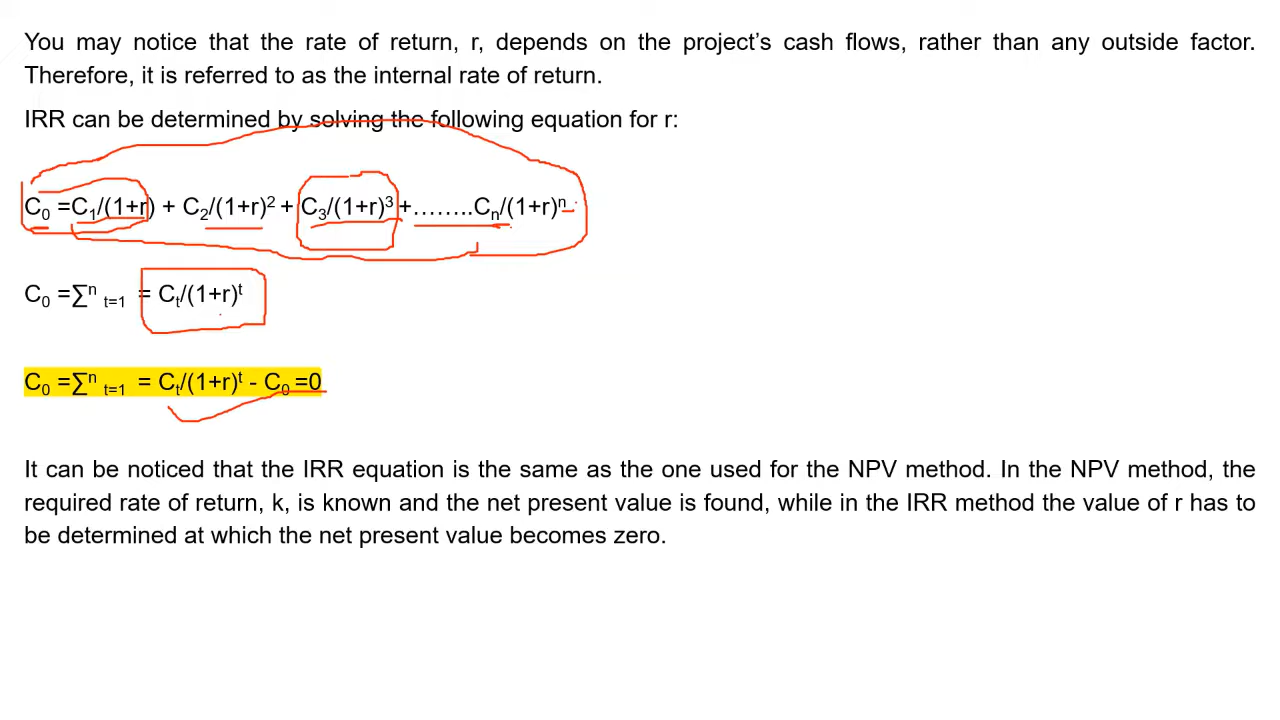 You may notice that the rate of return, r, depends on the project’s cash flows, rather than any outside factor.
Therefore, it is referred to as the internal rate of return.
IRR can be determined by solving the following equation for r:
C₀ =C₁/(1+r) + C₂/(1+r)² + C₃/(1+r)³ +……..Cₙ/(1+r)ⁿ
C₀ =∑ⁿ ₜ₌₁ = Cₜ/(1+r)ᵗ
C₀ =∑ⁿ ₜ₌₁ = Cₜ/(1+r)ᵗ - C₀ =0
It can be noticed that the IRR equation is the same as the one used for the NPV method. In the NPV method, the
required rate of return, k, is known and the net present value is found, while in the IRR method the value of r has to
be determined at which the net present value becomes zero.